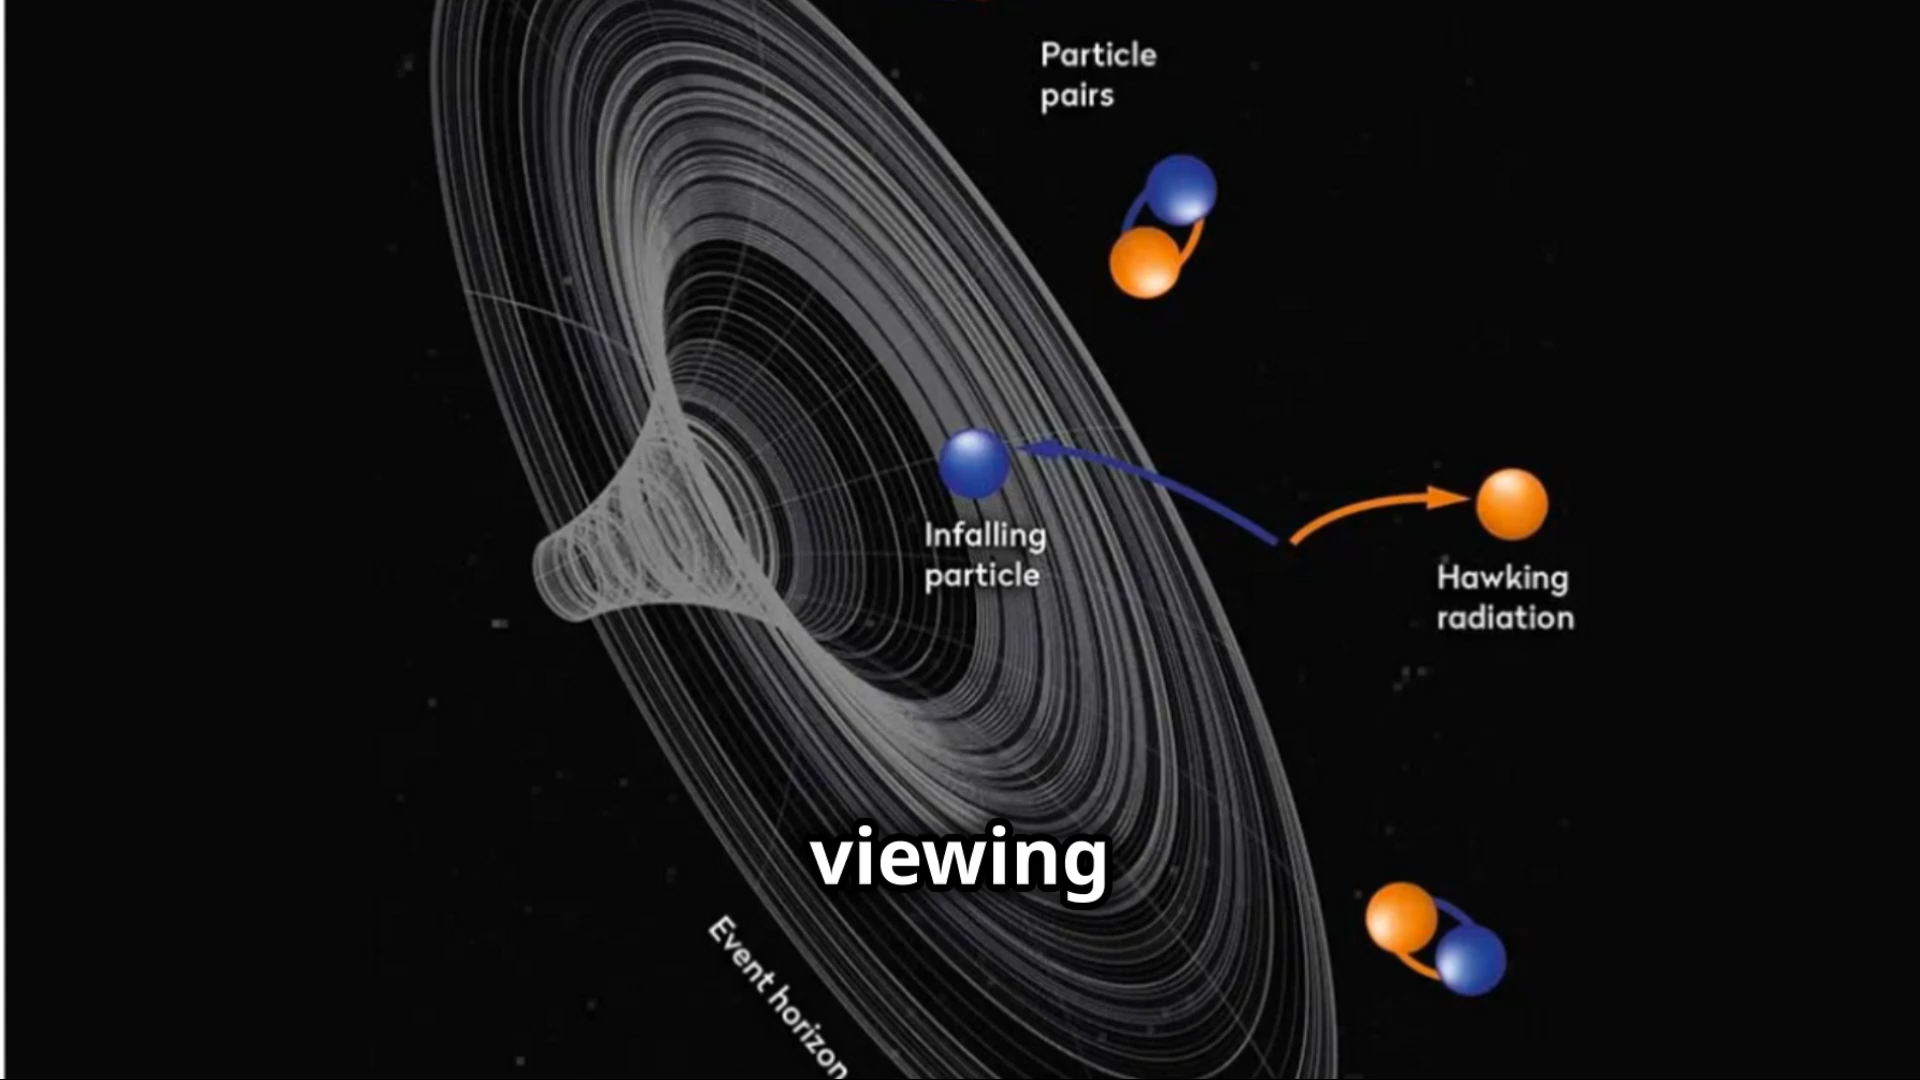 Particle
pairs
Infalling
particle
Hawking
radiation
viewing
Event horizon